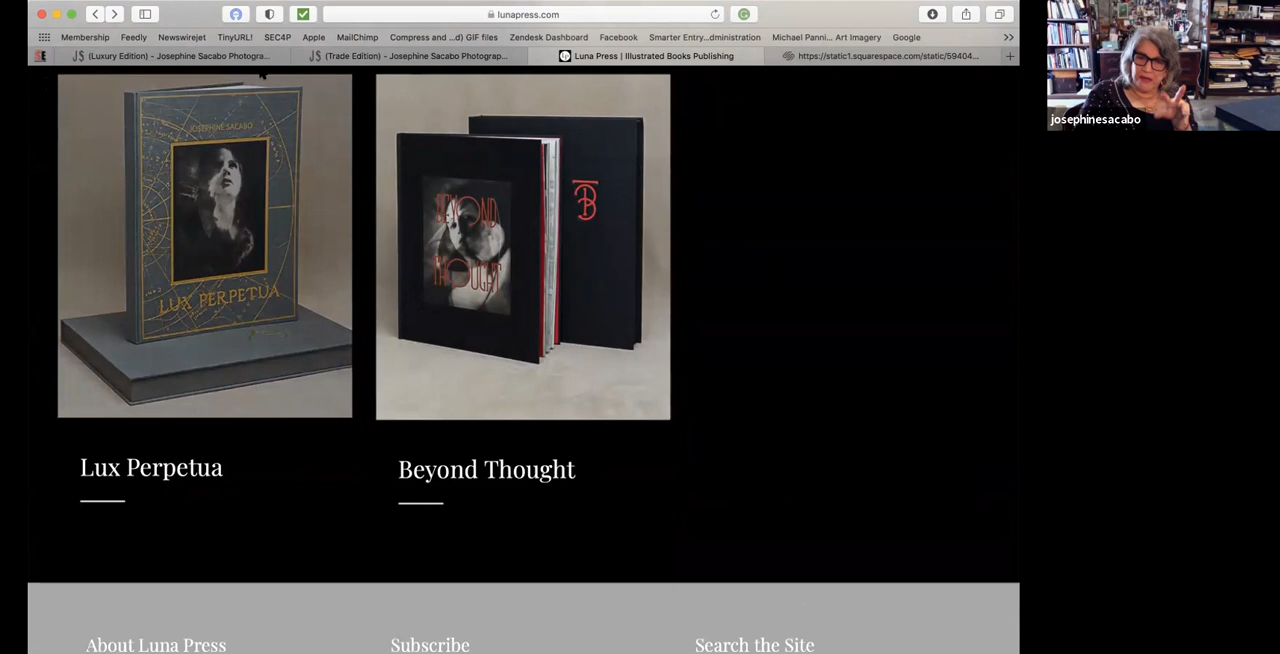 lunapress.com
Membership Feedly Newswirejet TinyURL! SEC4P Apple MailChimp Compress and ...d) GIF files Zendesk Dashboard Facebook Smarter Entry...dministration Michael Panni... Art Imagery Google
(Luxury Edition) - Josephine Sacabo Photogra... (Trade Edition) - Josephine Sacabo Photograp... Luna Press | Illustrated Books Publishing https://static1.squarespace.com/static/59404...
josephinesacabo
JOSEPHINE SACABO
LUX PERPETUA
BEYOND
THOUGHT
Lux Perpetua
Beyond Thought
About Luna Press
Subscribe
Search the Site